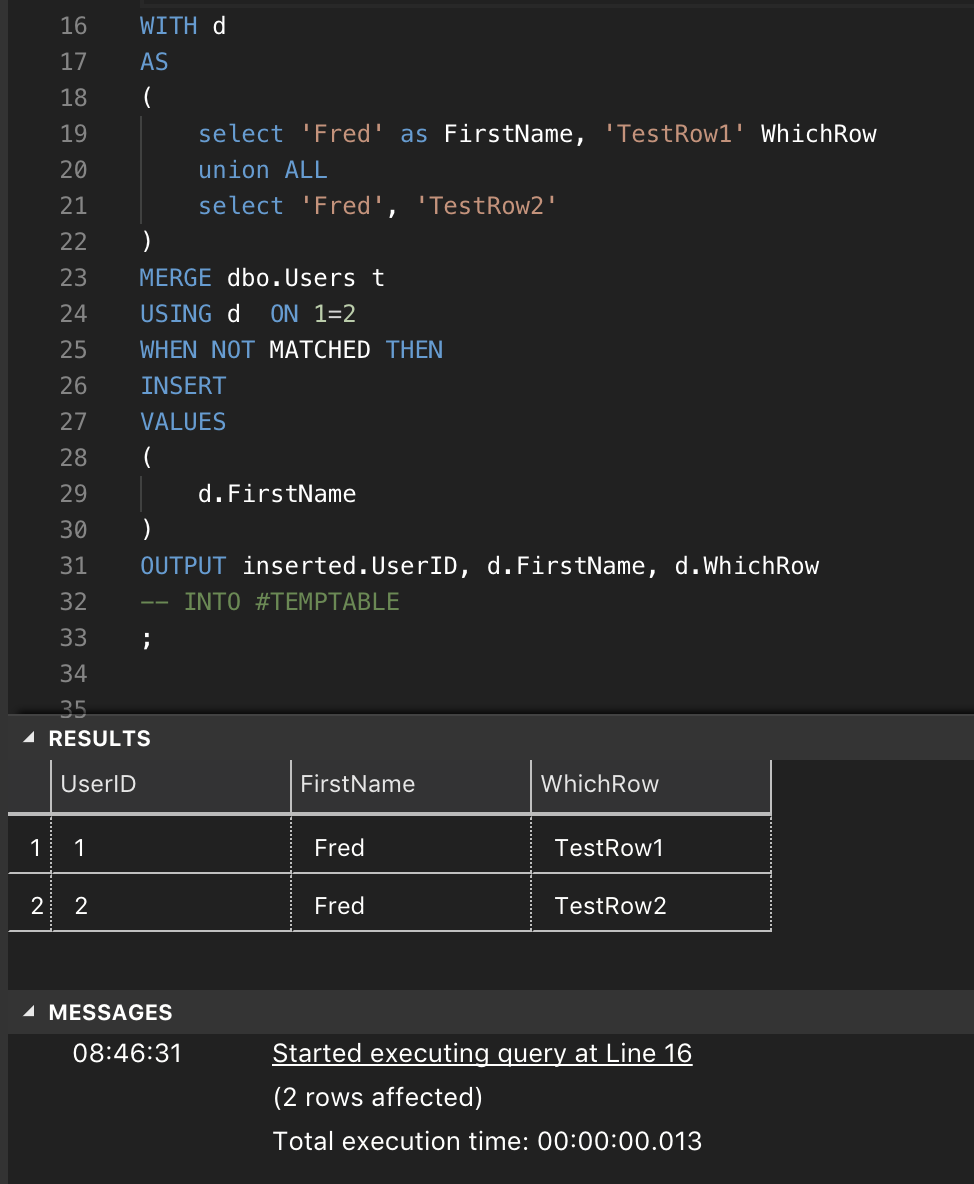 16 WITH d
17 AS
18 (
19 select 'Fred' as FirstName, 'TestRow1' WhichRow
20 union ALL
21 select 'Fred', 'TestRow2'
22 )
23 MERGE dbo.Users t
24 USING d  ON 1=2
25 WHEN NOT MATCHED THEN
26 INSERT
27 VALUES
28 (
29 d.FirstName
30 )
31 OUTPUT inserted.UserID, d.FirstName, d.WhichRow
32 -- INTO #TEMPTABLE
33 ;
34
35
RESULTS
UserID FirstName WhichRow
1 1 Fred TestRow1
2 2 Fred TestRow2
MESSAGES
08:46:31 Started executing query at Line 16
(2 rows affected)
Total execution time: 00:00:00.013